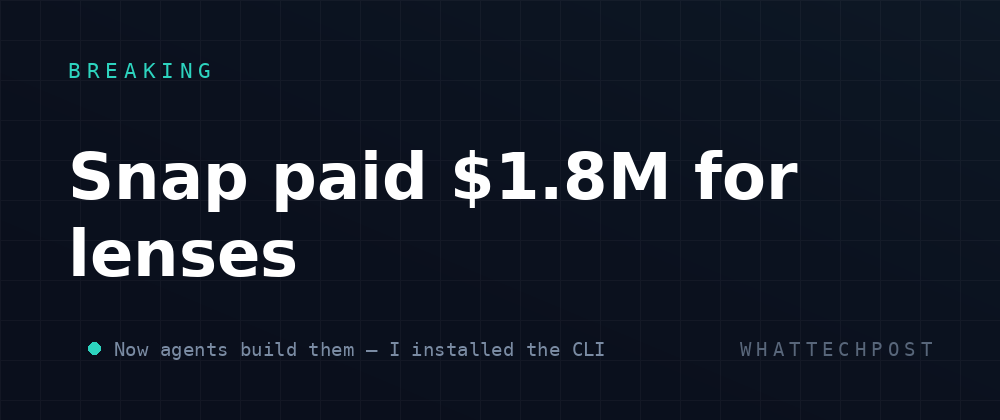 BREAKING
Snap paid $1.8M for
lenses
Now agents build them — I installed the CLI
WHATTECHPOST